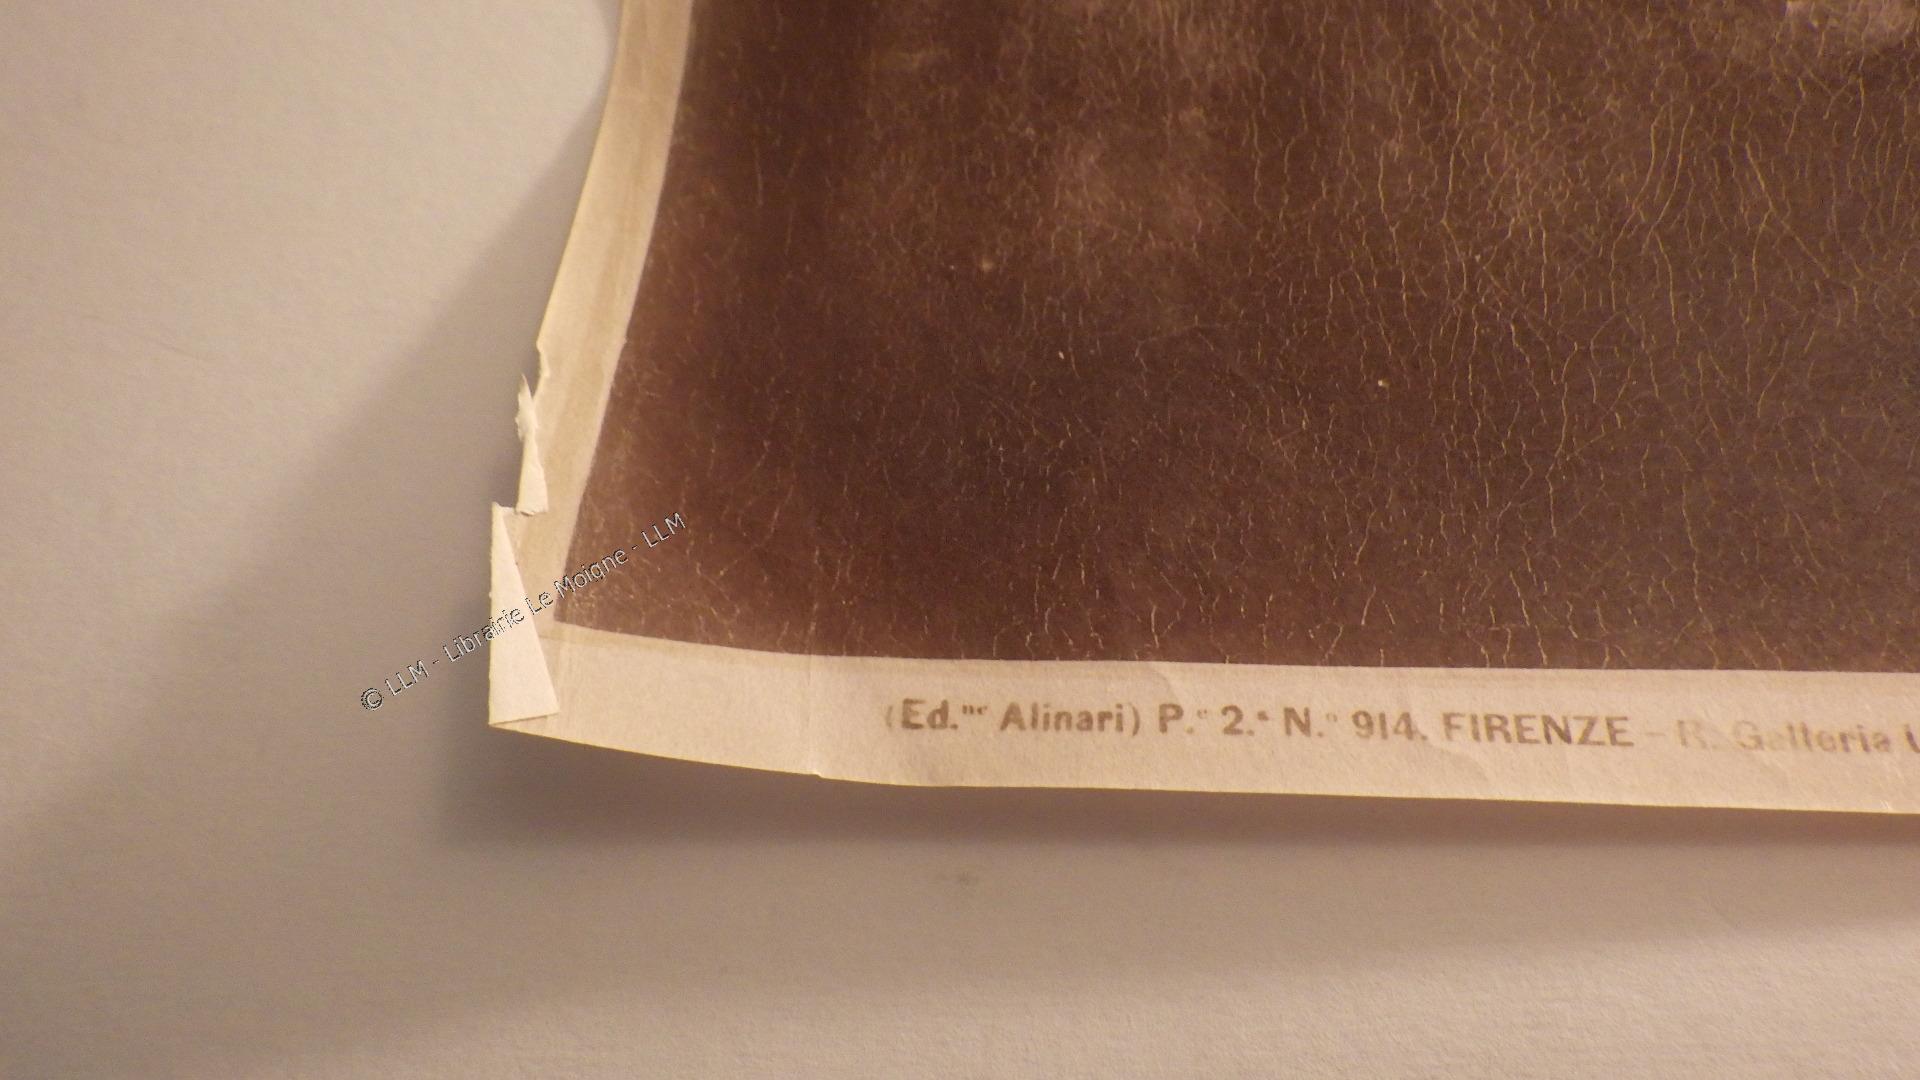 © LLM - Librairie Le Moigne - LLM
(Ed.ne Alinari) P.e 2.a N.o 914. FIRENZE - R. Galleria